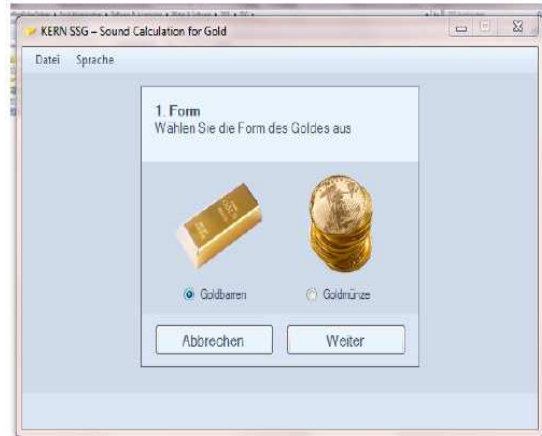 KERN SSG – Sound Calculation for Gold
Datei Sprache
1. Form
Wählen Sie die Form des Goldes aus
Goldbarren Goldmünze
Abbrechen Weiter